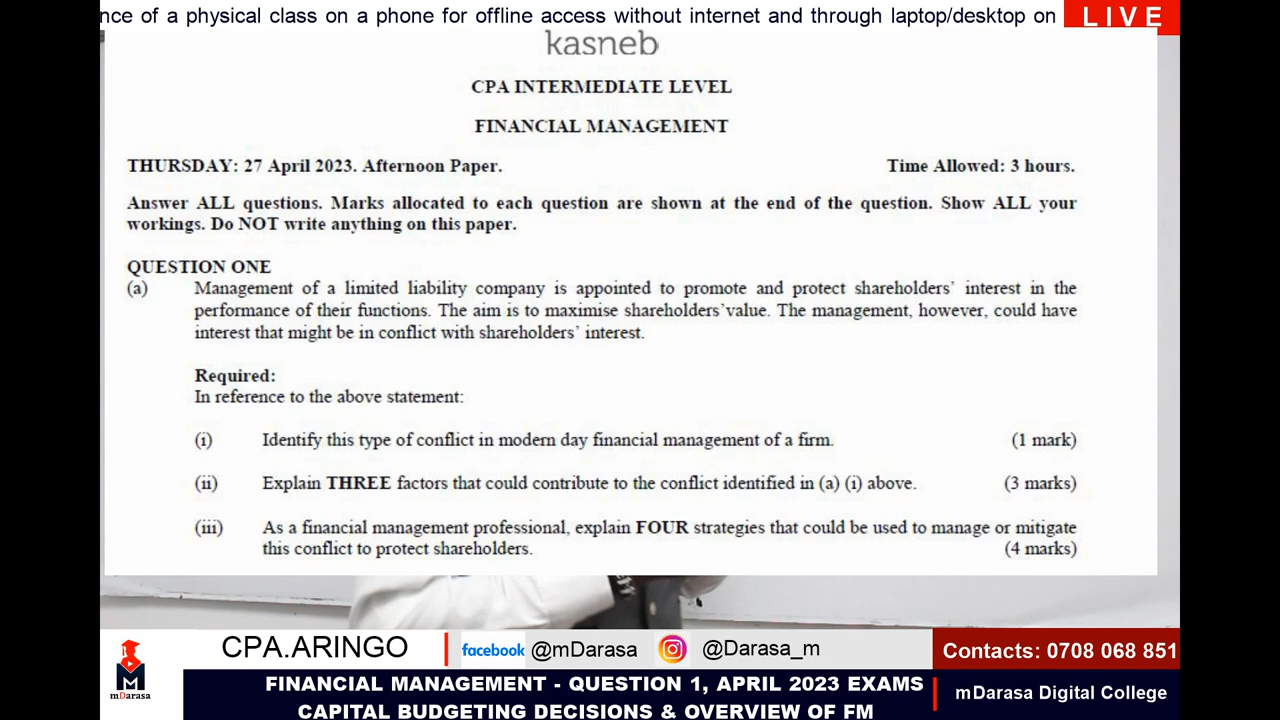 nce of a physical class on a phone for offline access without internet and through laptop/desktop on
LIVE
kasneb
CPA INTERMEDIATE LEVEL
FINANCIAL MANAGEMENT
THURSDAY: 27 April 2023. Afternoon Paper. Time Allowed: 3 hours.
Answer ALL questions. Marks allocated to each question are shown at the end of the question. Show ALL your
workings. Do NOT write anything on this paper.
QUESTION ONE
(a) Management of a limited liability company is appointed to promote and protect shareholders' interest in the
performance of their functions. The aim is to maximise shareholders'value. The management, however, could have
interest that might be in conflict with shareholders' interest.
Required:
In reference to the above statement:
(i) Identify this type of conflict in modern day financial management of a firm. (1 mark)
(ii) Explain THREE factors that could contribute to the conflict identified in (a) (i) above. (3 marks)
(iii) As a financial management professional, explain FOUR strategies that could be used to manage or mitigate
this conflict to protect shareholders. (4 marks)
CPA.ARINGO
facebook @mDarasa
@Darasa_m
Contacts: 0708 068 851
M
mDarasa
FINANCIAL MANAGEMENT - QUESTION 1, APRIL 2023 EXAMS
CAPITAL BUDGETING DECISIONS & OVERVIEW OF FM
mDarasa Digital College